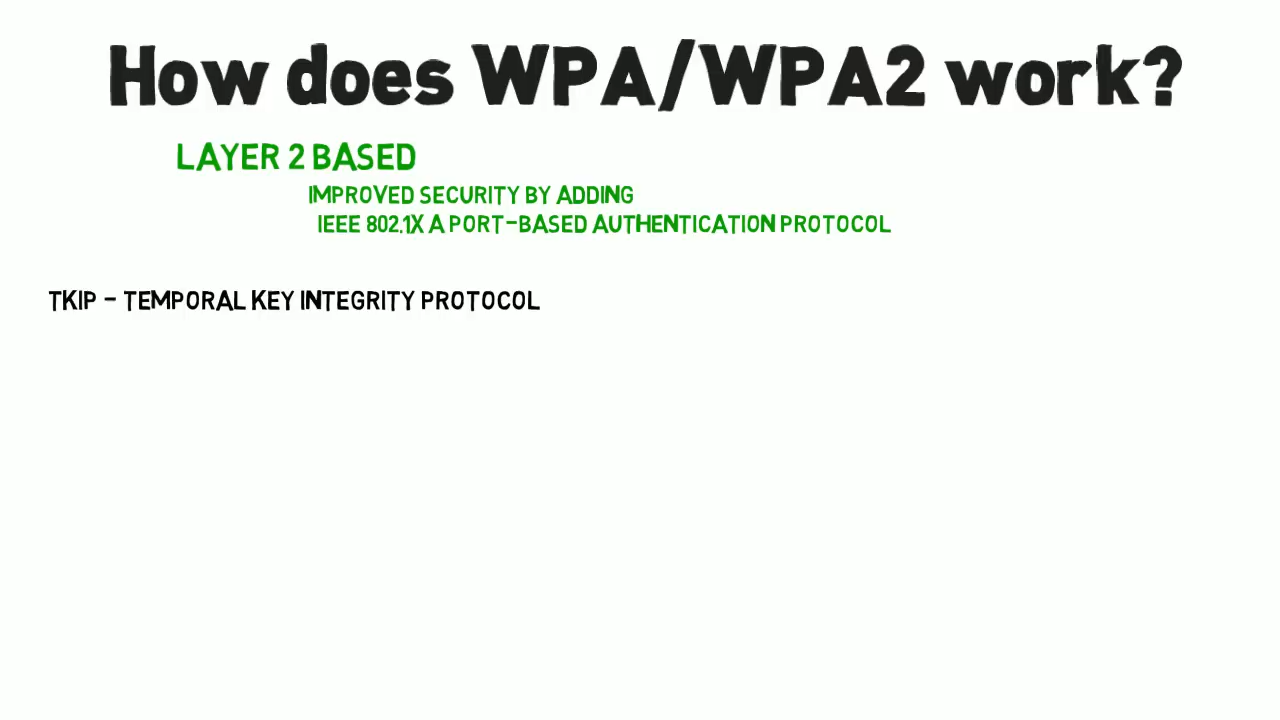 How does WPA/WPA2 work?
LAYER 2 BASED
IMPROVED SECURITY BY ADDING
IEEE 802.1X A PORT-BASED AUTHENTICATION PROTOCOL
TKIP - TEMPORAL KEY INTEGRITY PROTOCOL